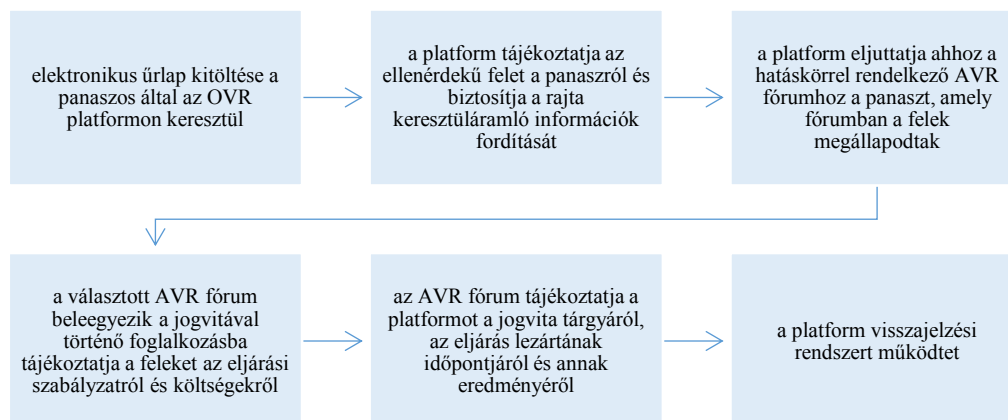 elektronikus űrlap kitöltése a
panaszos által az OVR
platformon keresztül
a platform tájékoztatja az
ellenérdekű felet a panaszról és
biztosítja a rajta
keresztüláramló információk
fordítását
a platform eljuttatja ahhoz a
hatáskörrel rendelkező AVR
fórumhoz a panaszt, amely
fórumban a felek
megállapodtak
a választott AVR fórum
beleegyezik a jogvitával
történő foglalkozásba
tájékoztatja a feleket az eljárási
szabályzatról és költségekről
az AVR fórum tájékoztatja a
platformot a jogvita tárgyáról,
az eljárás lezártának
időpontjáról és annak
eredményéről
a platform visszajelzési
rendszert működtet